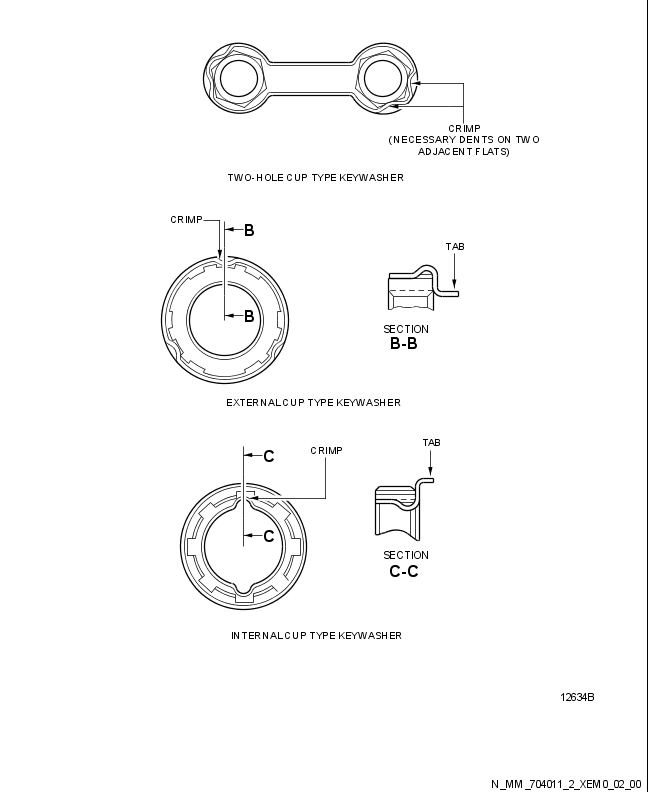 CRIMP
(NECESSARY DENTS ON TWO
ADJACENT FLATS)
TWO-HOLE CUP TYPE KEYWASHER
CRIMP
B
B
TAB
SECTION
B-B
EXTERNAL CUP TYPE KEYWASHER
C
CRIMP
C
TAB
SECTION
C-C
INTERNAL CUP TYPE KEYWASHER
12634B
N_MM_704011_2_XEM0_02_00